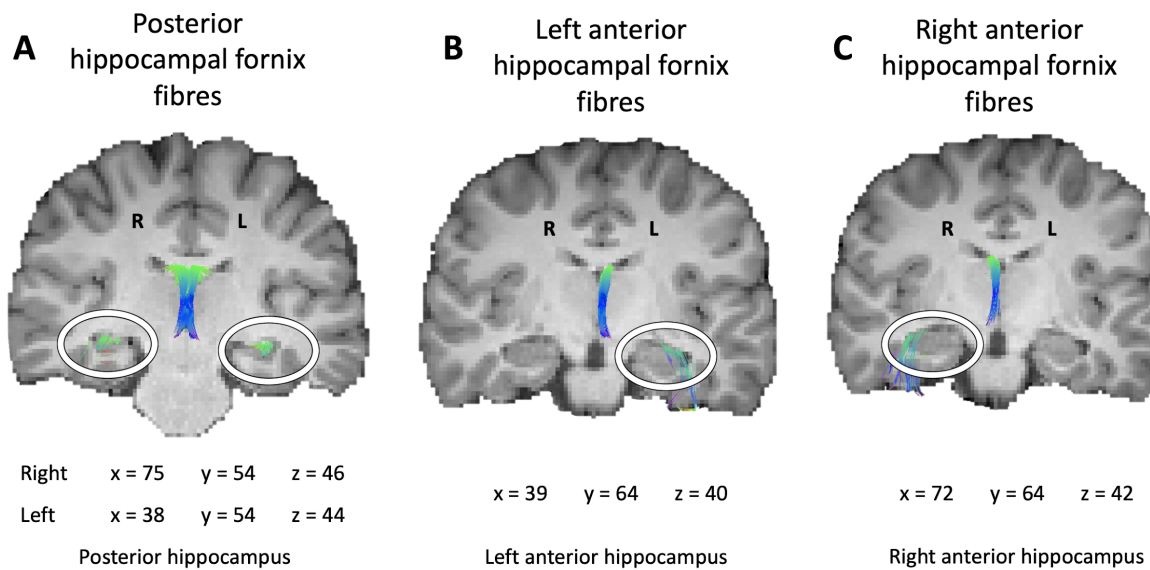 A
Posterior
hippocampal fornix
fibres
B
Left anterior
hippocampal fornix
fibres
C
Right anterior
hippocampal fornix
fibres
R L
R L
R L
Right x = 75 y = 54 z = 46
Left x = 38 y = 54 z = 44
Posterior hippocampus
x = 39 y = 64 z = 40
Left anterior hippocampus
x = 72 y = 64 z = 42
Right anterior hippocampus